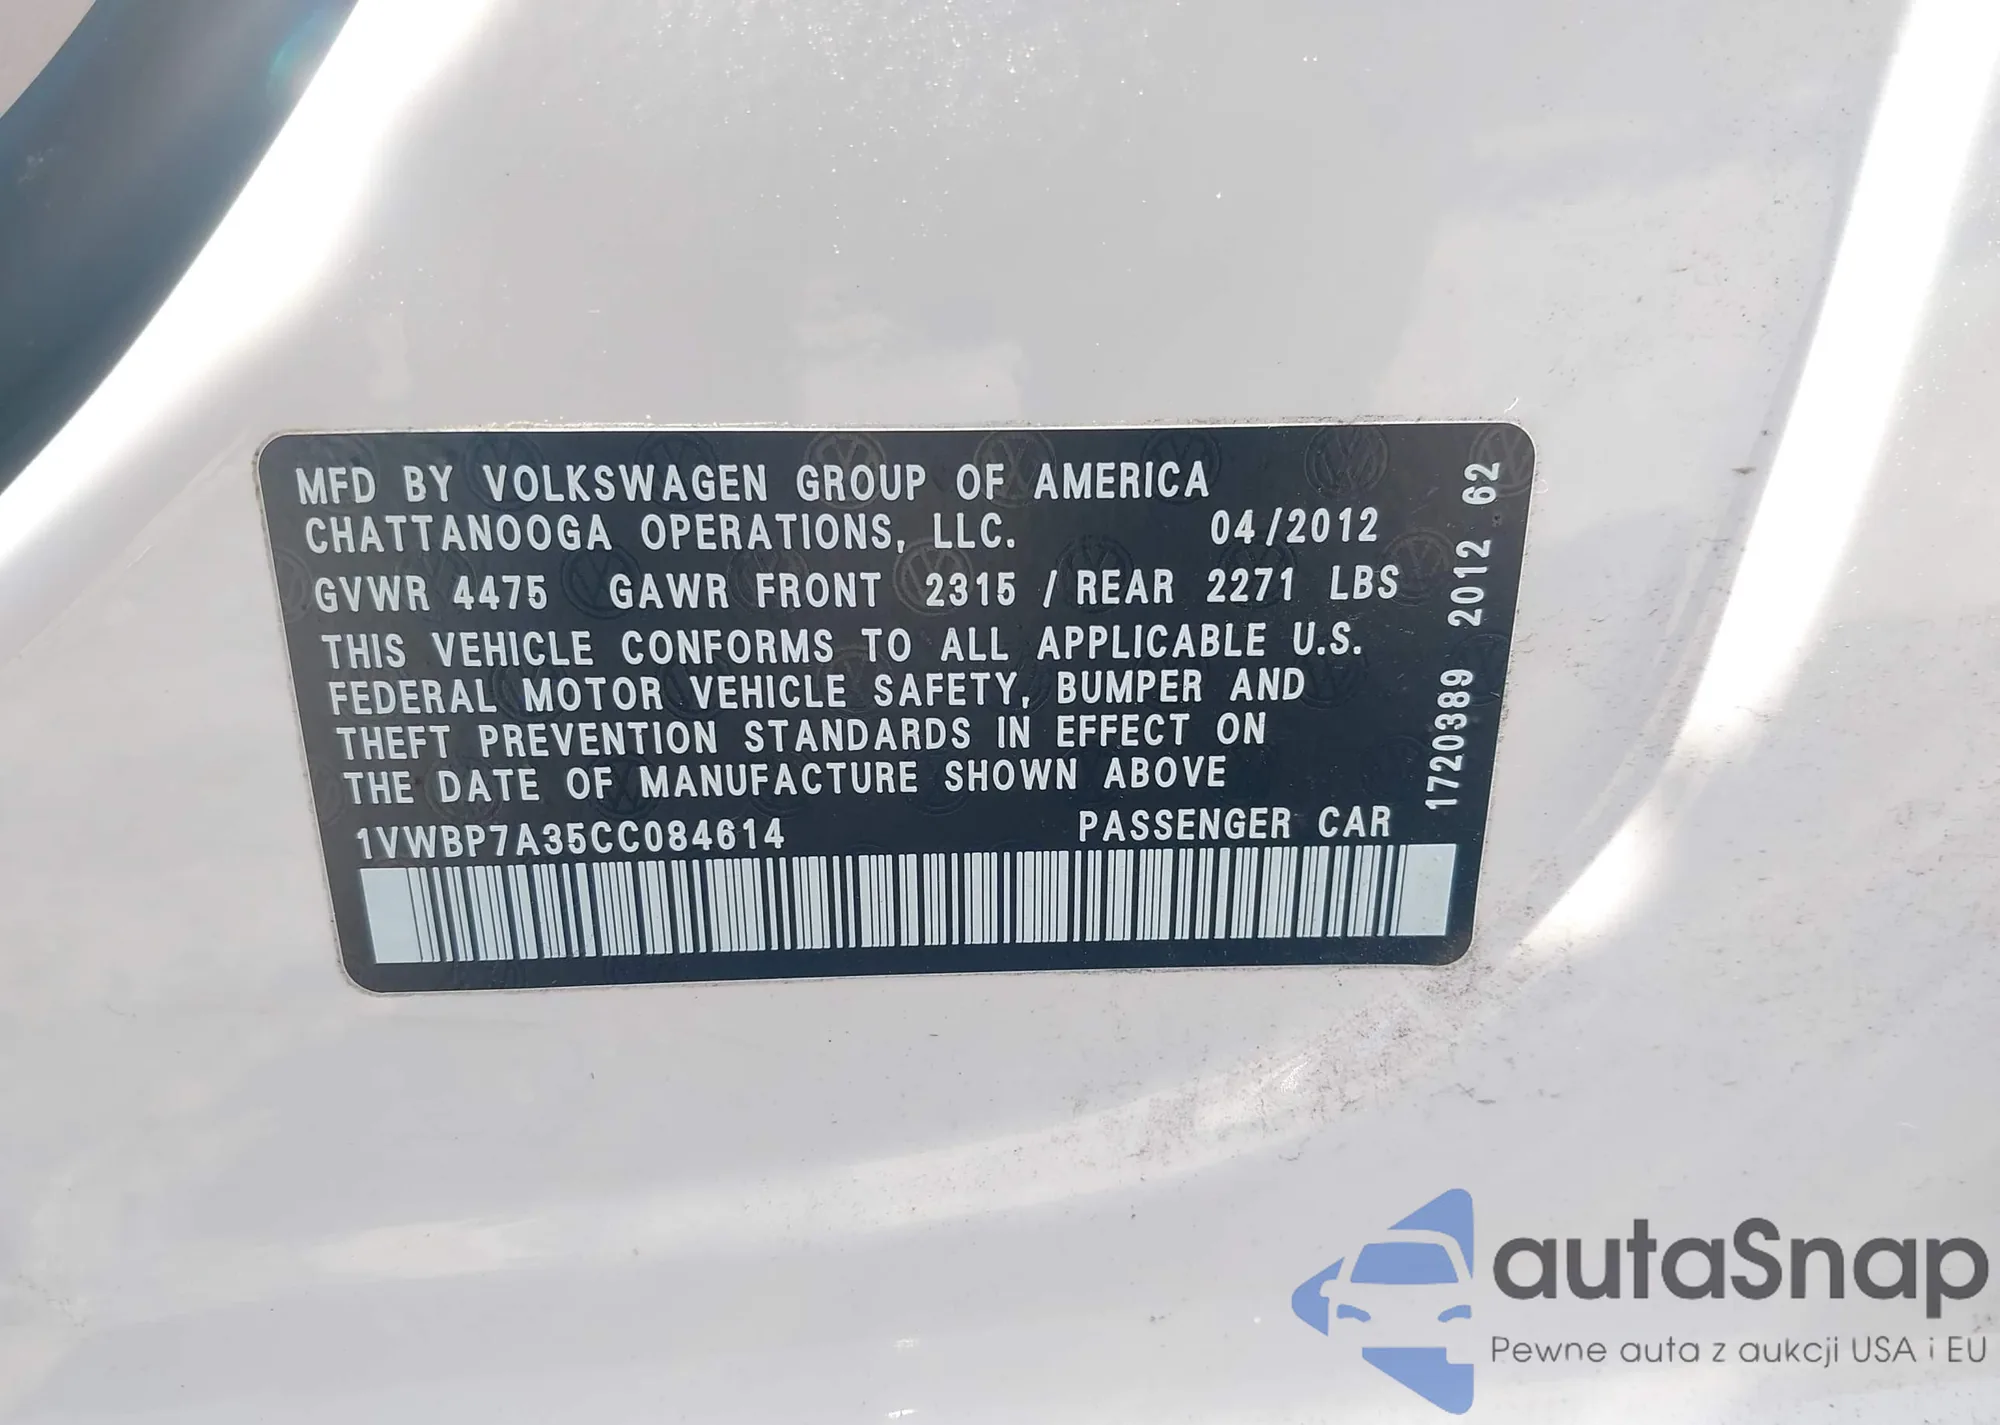 MFD BY VOLKSWAGEN GROUP OF AMERICA
CHATTANOOGA OPERATIONS, LLC. 04/2012
GVWR 4475 GAWR FRONT 2315 / REAR 2271 LBS
THIS VEHICLE CONFORMS TO ALL APPLICABLE U.S.
FEDERAL MOTOR VEHICLE SAFETY, BUMPER AND
THEFT PREVENTION STANDARDS IN EFFECT ON
THE DATE OF MANUFACTURE SHOWN ABOVE
1VWBP7A35CC084614 PASSENGER CAR
1720389 2012 62
autaSnap
Pewne auta z aukcji USA i EU